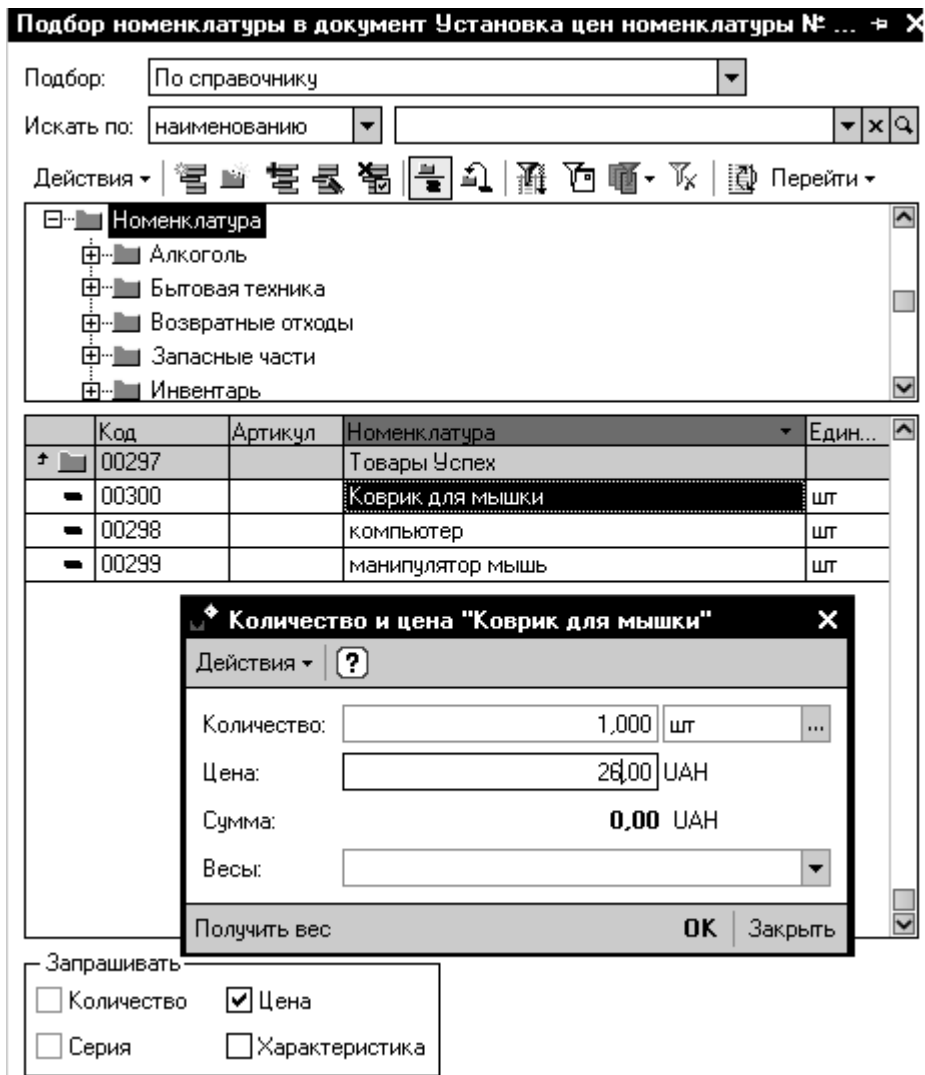 Подбор номенклатуры в документ Установка цен номенклатуры № ...
Подбор: По справочнику
Искать по: наименованию
Действия Перейти
Номенклатура
Алкоголь
Бытовая техника
Возвратные отходы
Запасные части
Инвентарь
Код Артикул Номенклатура Един...
00297 Товары Успех
00300 Коврик для мышки шт
00298 компьютер шт
00299 манипулятор мышь шт
Количество и цена "Коврик для мышки"
Действия ?
Количество: 1,000 шт ...
Цена: 26,00 UAH
Сумма: 0,00 UAH
Весы:
Получить вес OK Закрыть
Запрашивать
Количество Цена
Серия Характеристика